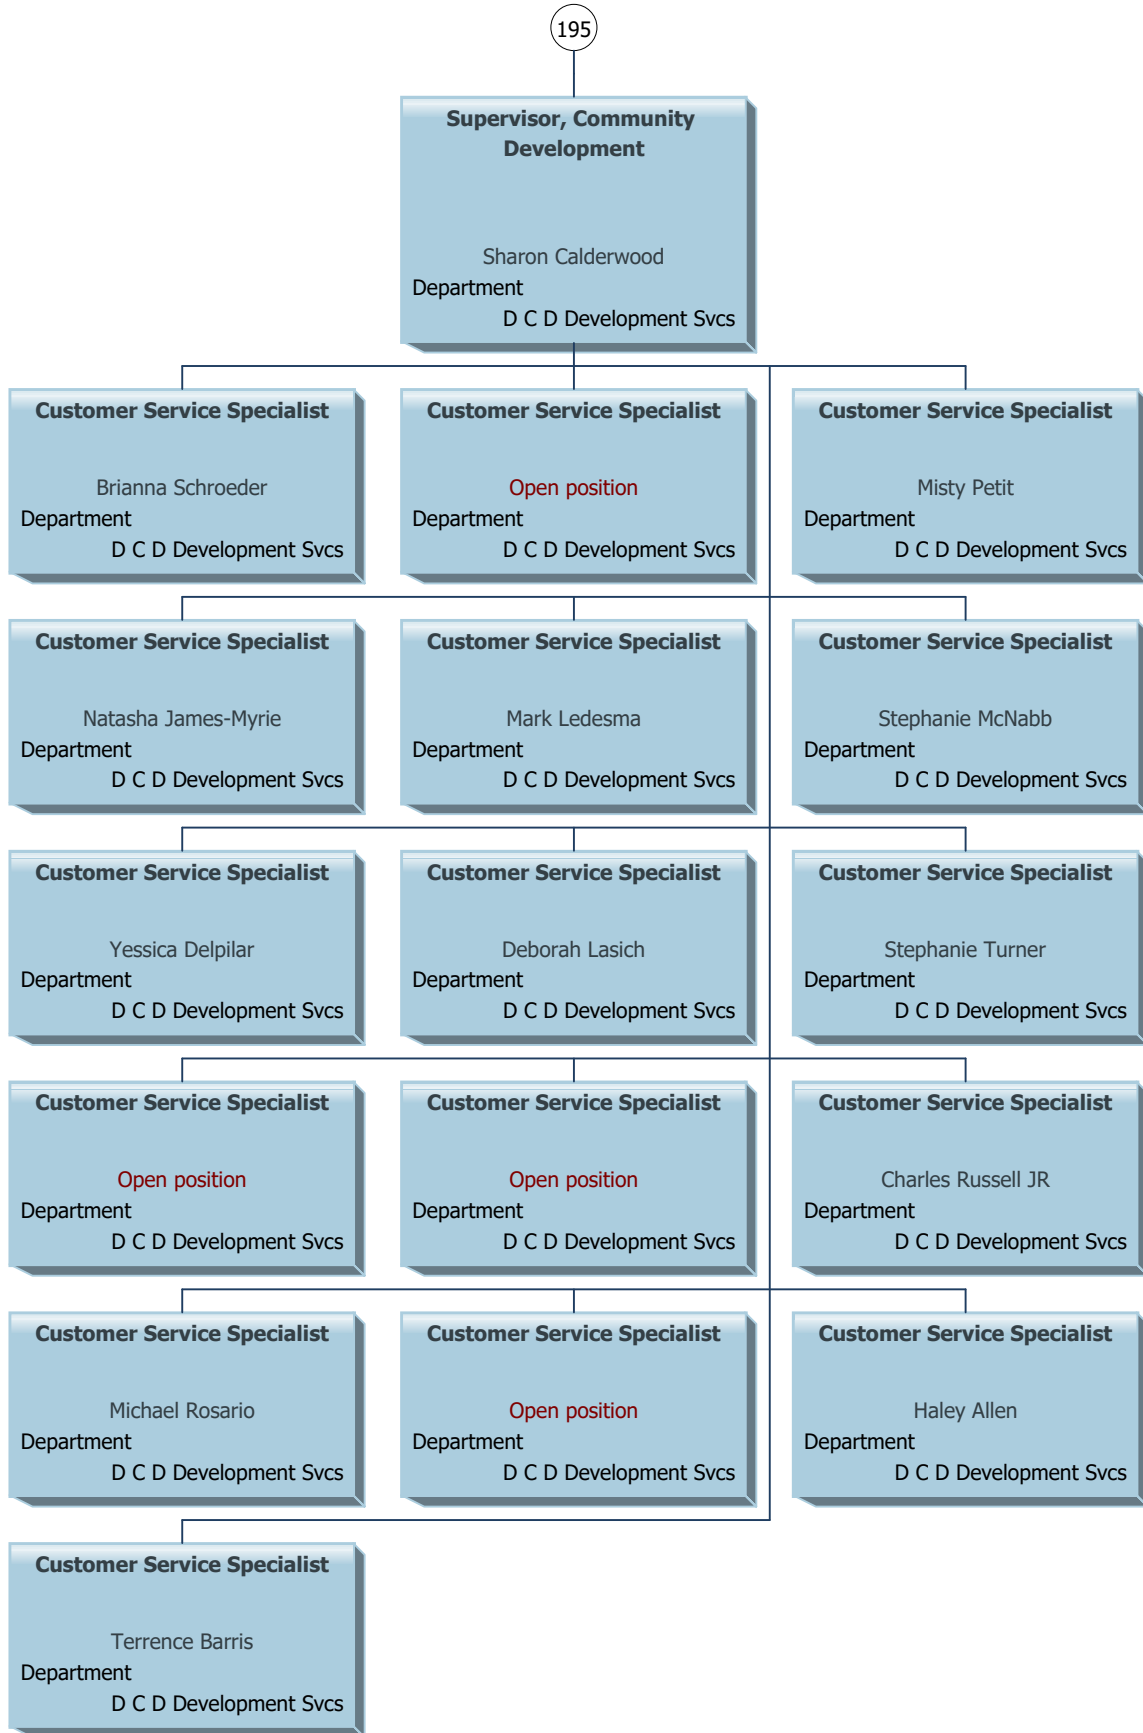 195
Supervisor, Community
Development
Sharon Calderwood
Department
D C D Development Svcs
Customer Service Specialist
Brianna Schroeder
Department
D C D Development Svcs
Customer Service Specialist
Open position
Department
D C D Development Svcs
Customer Service Specialist
Misty Petit
Department
D C D Development Svcs
Customer Service Specialist
Natasha James-Myrie
Department
D C D Development Svcs
Customer Service Specialist
Mark Ledesma
Department
D C D Development Svcs
Customer Service Specialist
Stephanie McNabb
Department
D C D Development Svcs
Customer Service Specialist
Yessica Delpilar
Department
D C D Development Svcs
Customer Service Specialist
Deborah Lasich
Department
D C D Development Svcs
Customer Service Specialist
Stephanie Turner
Department
D C D Development Svcs
Customer Service Specialist
Open position
Department
D C D Development Svcs
Customer Service Specialist
Open position
Department
D C D Development Svcs
Customer Service Specialist
Charles Russell JR
Department
D C D Development Svcs
Customer Service Specialist
Michael Rosario
Department
D C D Development Svcs
Customer Service Specialist
Open position
Department
D C D Development Svcs
Customer Service Specialist
Haley Allen
Department
D C D Development Svcs
Customer Service Specialist
Terrence Barris
Department
D C D Development Svcs